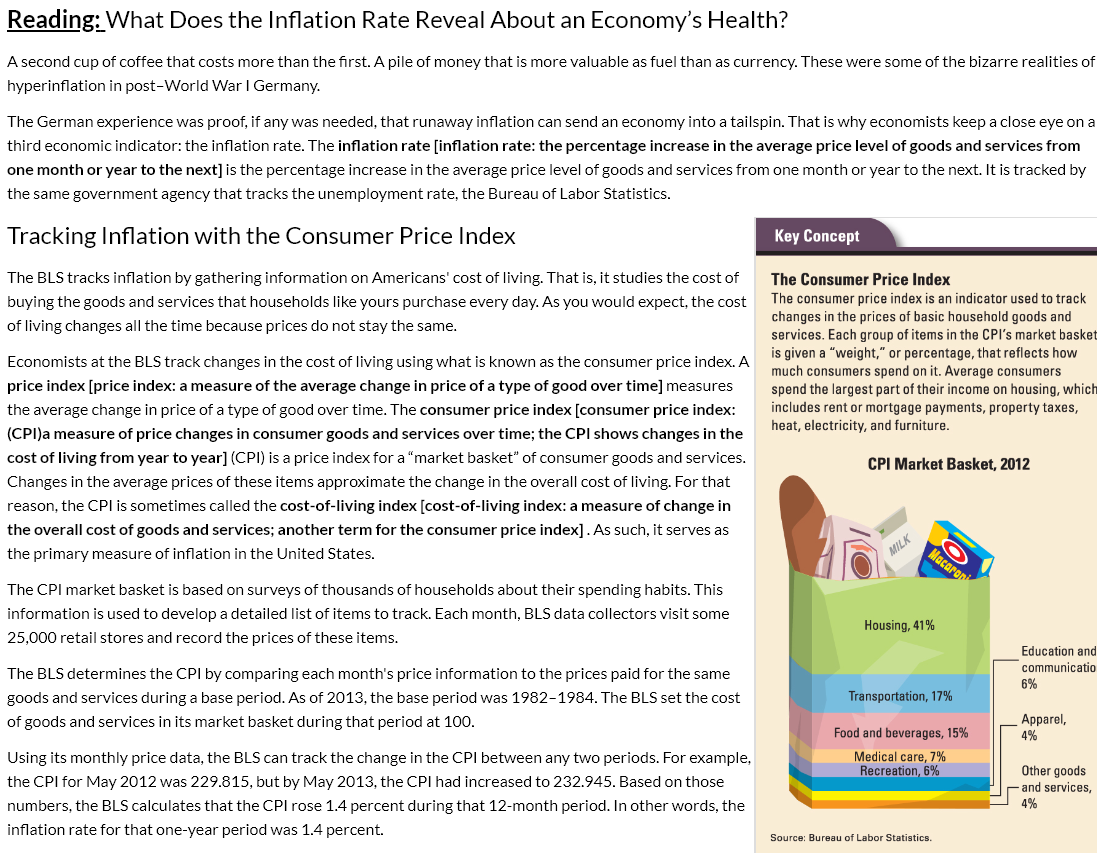 Reading: What Does the Inflation Rate Reveal About an Economy's Health?
A second cup of coffee that costs more than the first. A pile of money that is more valuable as fuel than as currency. These were some of the bizarre realities of
hyperinflation in post–World War I Germany.
The German experience was proof, if any was needed, that runaway inflation can send an economy into a tailspin. That is why economists keep a close eye on a
third economic indicator: the inflation rate. The inflation rate [inflation rate: the percentage increase in the average price level of goods and services from
one month or year to the next] is the percentage increase in the average price level of goods and services from one month or year to the next. It is tracked by
the same government agency that tracks the unemployment rate, the Bureau of Labor Statistics.
Tracking Inflation with the Consumer Price Index
The BLS tracks inflation by gathering information on Americans' cost of living. That is, it studies the cost of
buying the goods and services that households like yours purchase every day. As you would expect, the cost
of living changes all the time because prices do not stay the same.
Economists at the BLS track changes in the cost of living using what is known as the consumer price index. A
price index [price index: a measure of the average change in price of a type of good over time] measures
the average change in price of a type of good over time. The consumer price index [consumer price index:
(CPI)a measure of price changes in consumer goods and services over time; the CPI shows changes in the
cost of living from year to year] (CPI) is a price index for a “market basket” of consumer goods and services.
Changes in the average prices of these items approximate the change in the overall cost of living. For that
reason, the CPI is sometimes called the cost-of-living index [cost-of-living index: a measure of change in
the overall cost of goods and services; another term for the consumer price index] . As such, it serves as
the primary measure of inflation in the United States.
The CPI market basket is based on surveys of thousands of households about their spending habits. This
information is used to develop a detailed list of items to track. Each month, BLS data collectors visit some
25,000 retail stores and record the prices of these items.
The BLS determines the CPI by comparing each month's price information to the prices paid for the same
goods and services during a base period. As of 2013, the base period was 1982–1984. The BLS set the cost
of goods and services in its market basket during that period at 100.
Using its monthly price data, the BLS can track the change in the CPI between any two periods. For example,
the CPI for May 2012 was 229.815, but by May 2013, the CPI had increased to 232.945. Based on those
numbers, the BLS calculates that the CPI rose 1.4 percent during that 12-month period. In other words, the
inflation rate for that one-year period was 1.4 percent.
Key Concept
The Consumer Price Index
The consumer price index is an indicator used to track
changes in the prices of basic household goods and
services. Each group of items in the CPI's market basket
is given a “weight,” or percentage, that reflects how
much consumers spend on it. Average consumers
spend the largest part of their income on housing, which
includes rent or mortgage payments, property taxes,
heat, electricity, and furniture.
CPI Market Basket, 2012
MILK
Macaroni
Housing, 41%
Transportation, 17%
Food and beverages, 15%
Medical care, 7%
Recreation, 6%
Education and
communicatio
6%
Apparel,
4%
Other goods
and services,
4%
Source: Bureau of Labor Statistics.